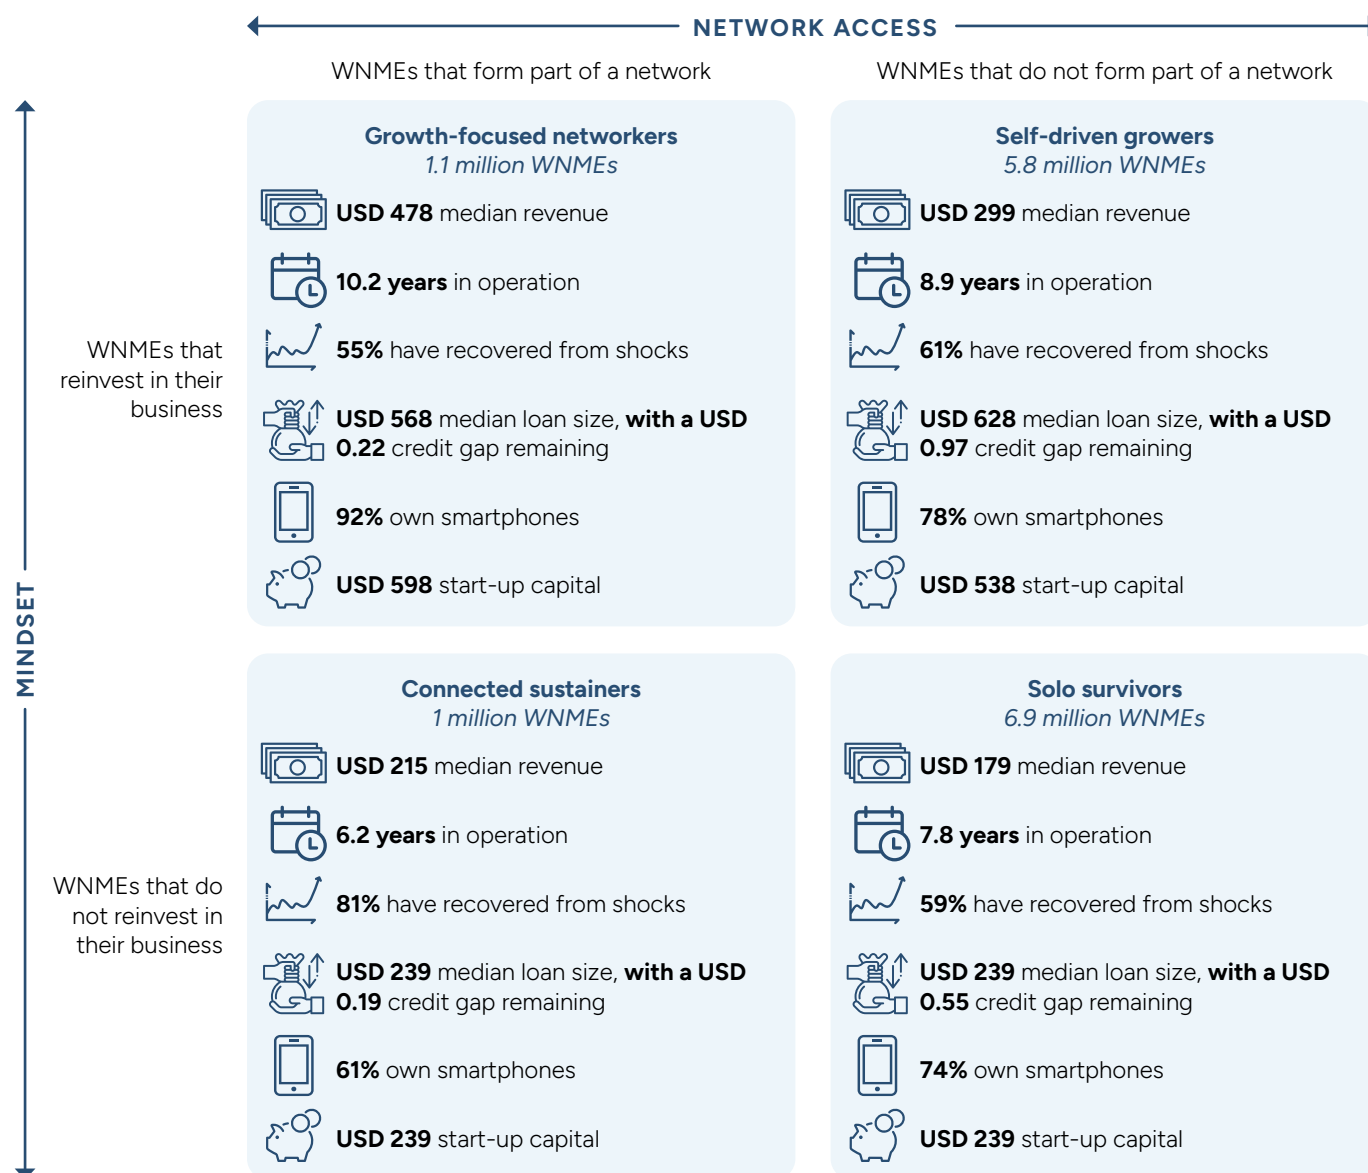 NETWORK ACCESS
WNMEs that form part of a network
WNMEs that do not form part of a network
MINDSET
WNMEs that
reinvest in their
business
Growth-focused networkers
1.1 million WNMEs
USD 478 median revenue
10.2 years in operation
55% have recovered from shocks
USD 568 median loan size, with a USD
0.22 credit gap remaining
92% own smartphones
USD 598 start-up capital
Self-driven growers
5.8 million WNMEs
USD 299 median revenue
8.9 years in operation
61% have recovered from shocks
USD 628 median loan size, with a USD
0.97 credit gap remaining
78% own smartphones
USD 538 start-up capital
WNMEs that do
not reinvest in
their business
Connected sustainers
1 million WNMEs
USD 215 median revenue
6.2 years in operation
81% have recovered from shocks
USD 239 median loan size, with a USD
0.19 credit gap remaining
61% own smartphones
USD 239 start-up capital
Solo survivors
6.9 million WNMEs
USD 179 median revenue
7.8 years in operation
59% have recovered from shocks
USD 239 median loan size, with a USD
0.55 credit gap remaining
74% own smartphones
USD 239 start-up capital